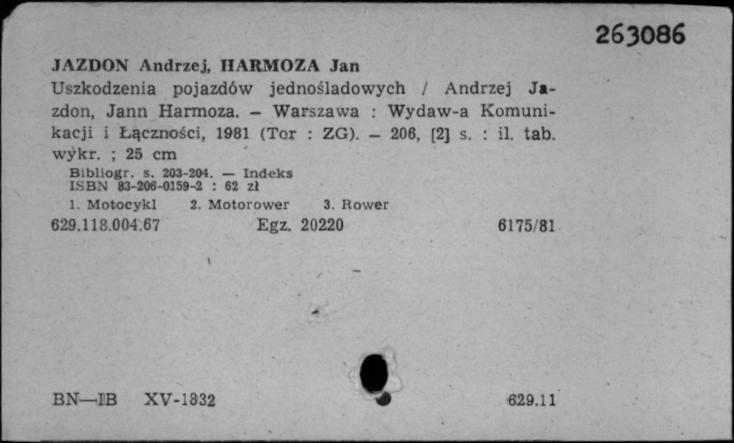 263086
JAZDON Andrzej, HARMOZA Jan
Uszkodzenia pojazdów jednośladowych / Andrzej Ja-
zdon, Jann Harmoza. — Warszawa : Wydaw-a Komuni-
kacji i Łączności, 1981 (Tor : ZG). — 206, [2] s. : il. tab.
wykr. ; 25 cm
Bibliogr. s. 203-204. — Indeks
ISBN 83-206-0159-2 : 62 zł
1. Motocykl 2. Motorower 3. Rower
629.118.004.67 Egz. 20220 6175/81
BN—IB XV-1832 629.11